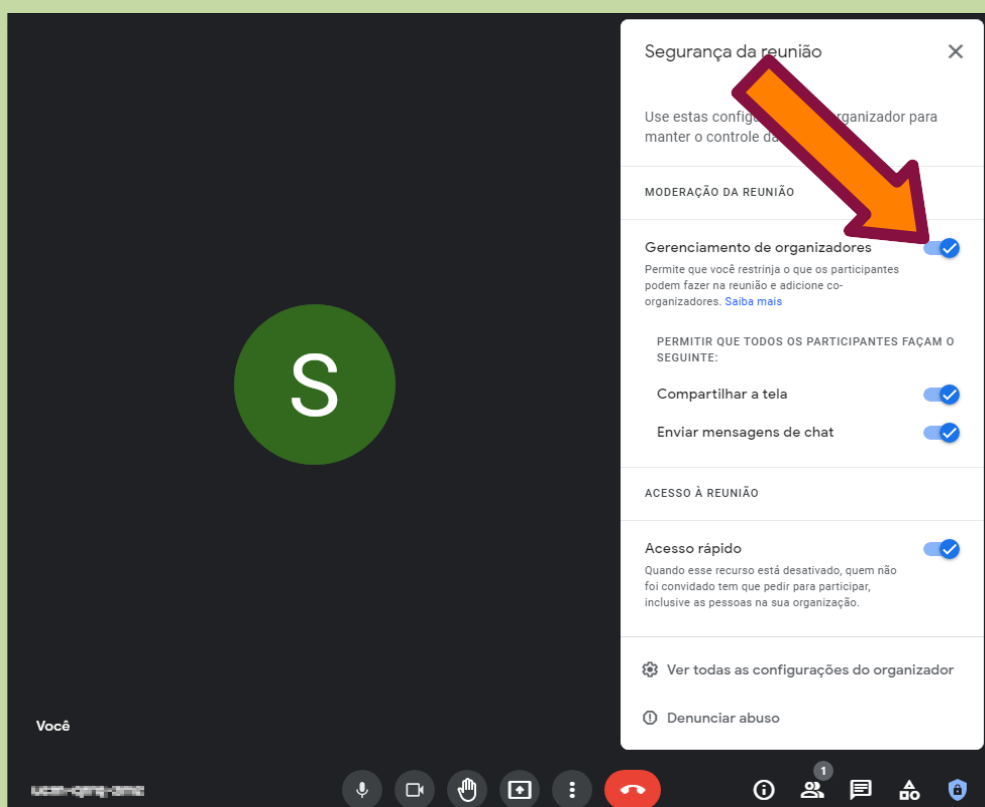 Segurança da reunião
Use estas rganizador para
manter o controle
MODERAÇÃO DA REUNIÃO
Gerenciamento de organizadores
Permite que você restrinja o que os participantes
podem fazer na reunião e adicione co-
organizadores. Saiba mais
PERMITIR QUE TODOS OS PARTICIPANTES FAÇAM O
SEGUINTE:
Compartilhar a tela
Enviar mensagens de chat
ACESSO À REUNIÃO
Acesso rápido
Quando esse recurso está desativado, quem não
foi convidado tem que pedir para participar,
inclusive as pessoas na sua organização.
Ver todas as configurações do organizador
Denunciar abuso
S
Você
1